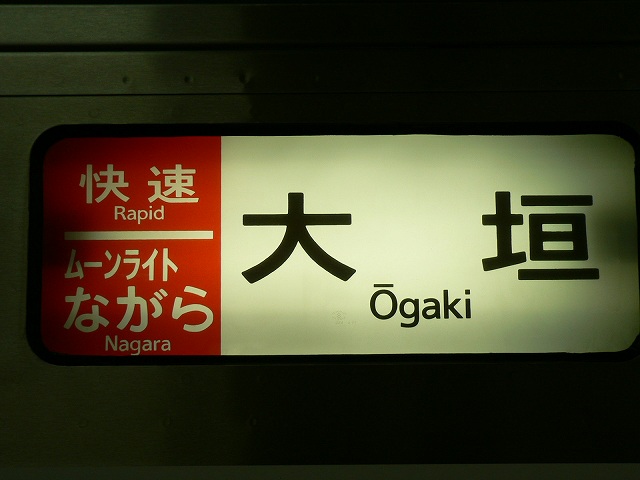 快速
Rapid
ムーンライト
ながら
Nagara
大垣
Ōgaki